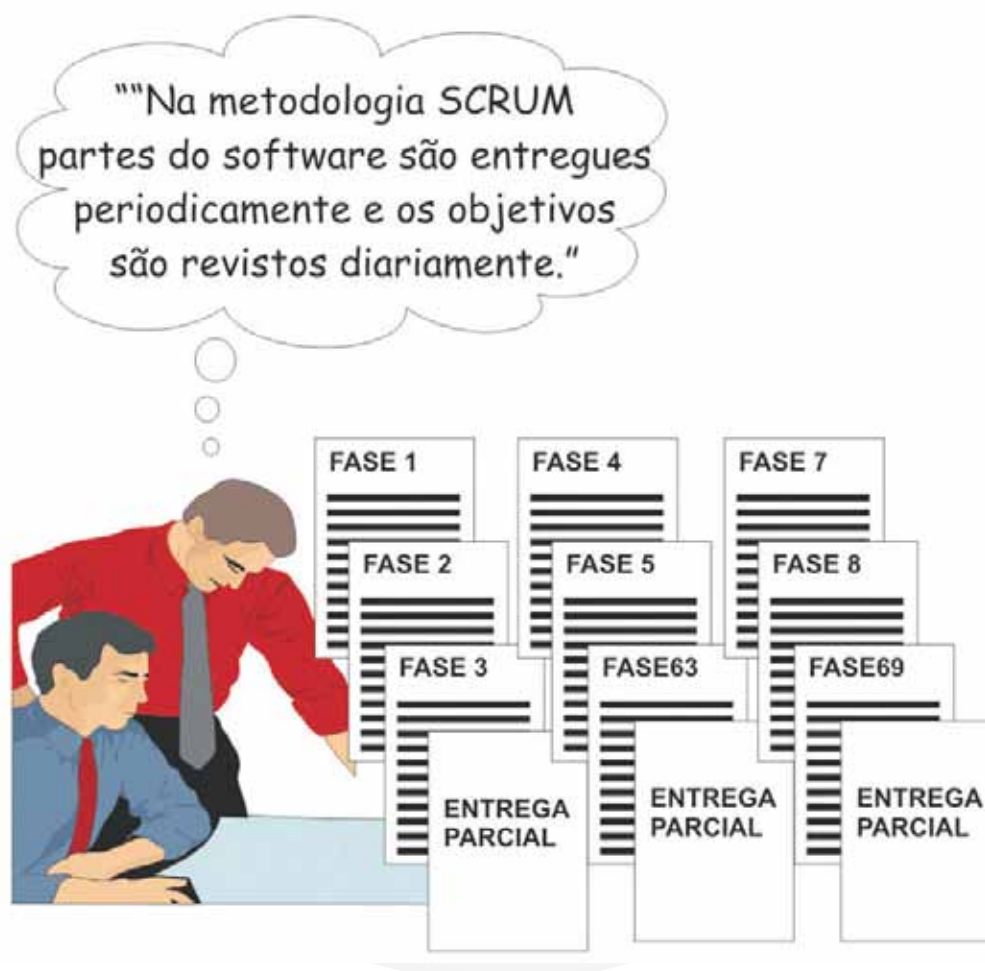 ““Na metodologia SCRUM
partes do software são entregues
periodicamente e os objetivos
são revistos diariamente.”
FASE 1
FASE 2
FASE 3
ENTREGA
PARCIAL
FASE 4
FASE 5
FASE63
ENTREGA
PARCIAL
FASE 7
FASE 8
FASE69
ENTREGA
PARCIAL